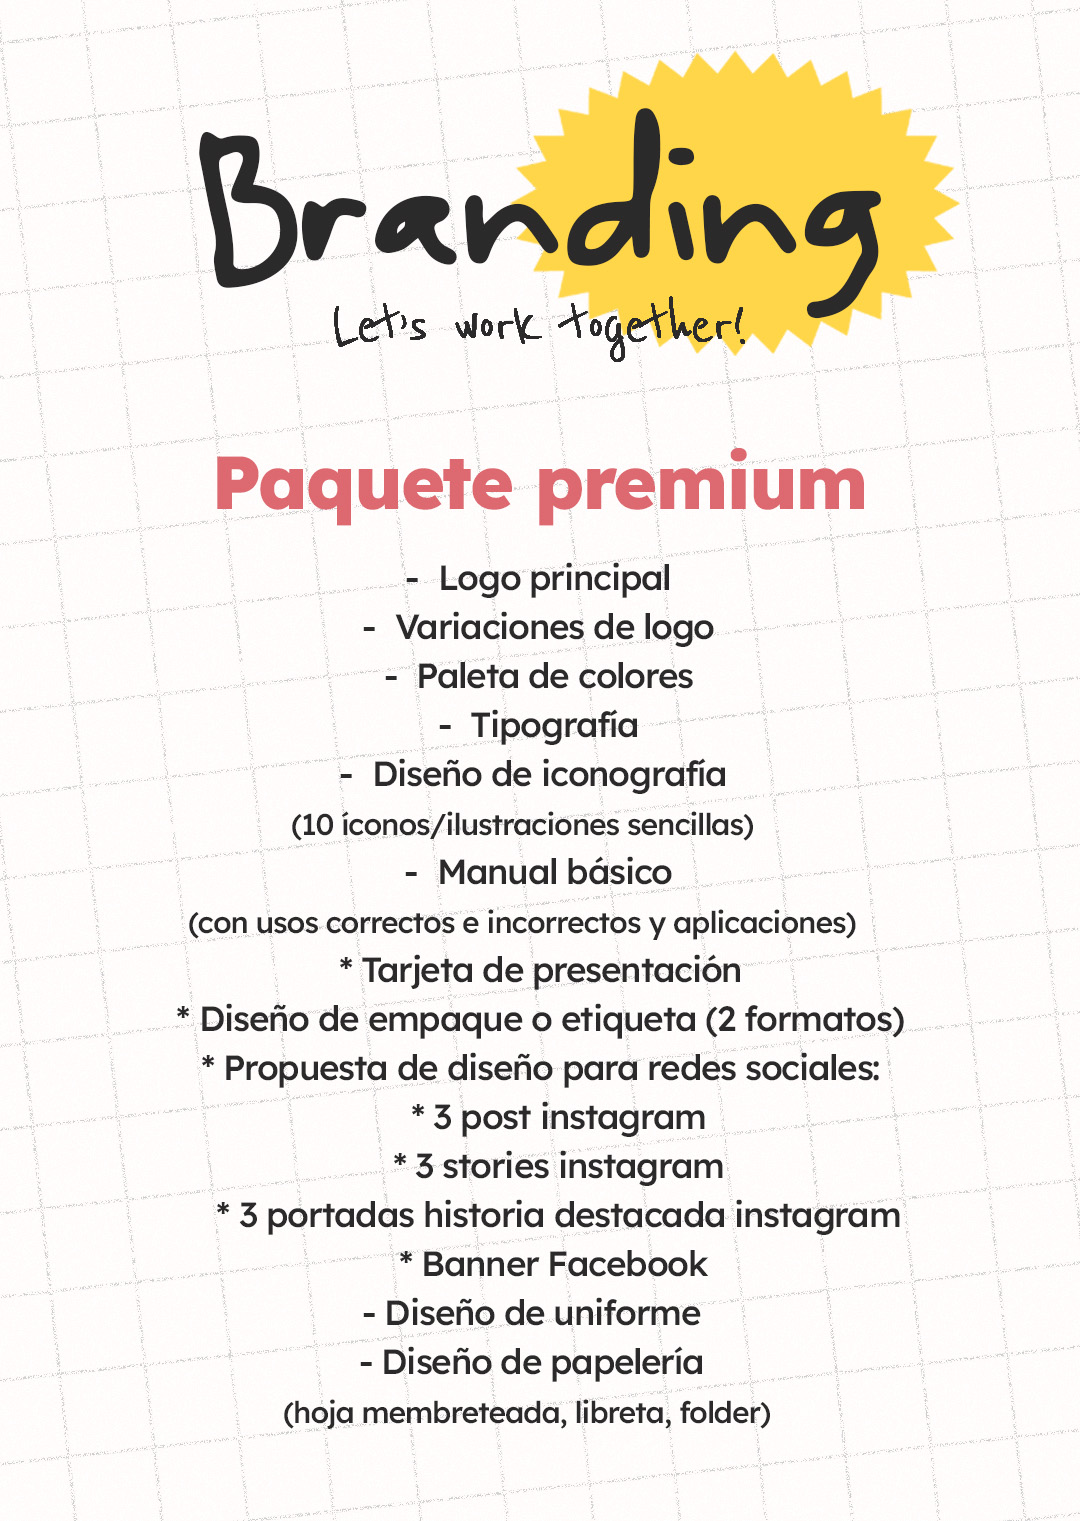 Branding
Let's work together!
Paquete premium
- Logo principal
- Variaciones de logo
- Paleta de colores
- Tipografía
- Diseño de iconografía
(10 íconos/ilustraciones sencillas)
- Manual básico
(con usos correctos e incorrectos y aplicaciones)
* Tarjeta de presentación
* Diseño de empaque o etiqueta (2 formatos)
* Propuesta de diseño para redes sociales:
* 3 post instagram
* 3 stories instagram
* 3 portadas historia destacada instagram
* Banner Facebook
- Diseño de uniforme
- Diseño de papelería
(hoja membreteada, libreta, folder)